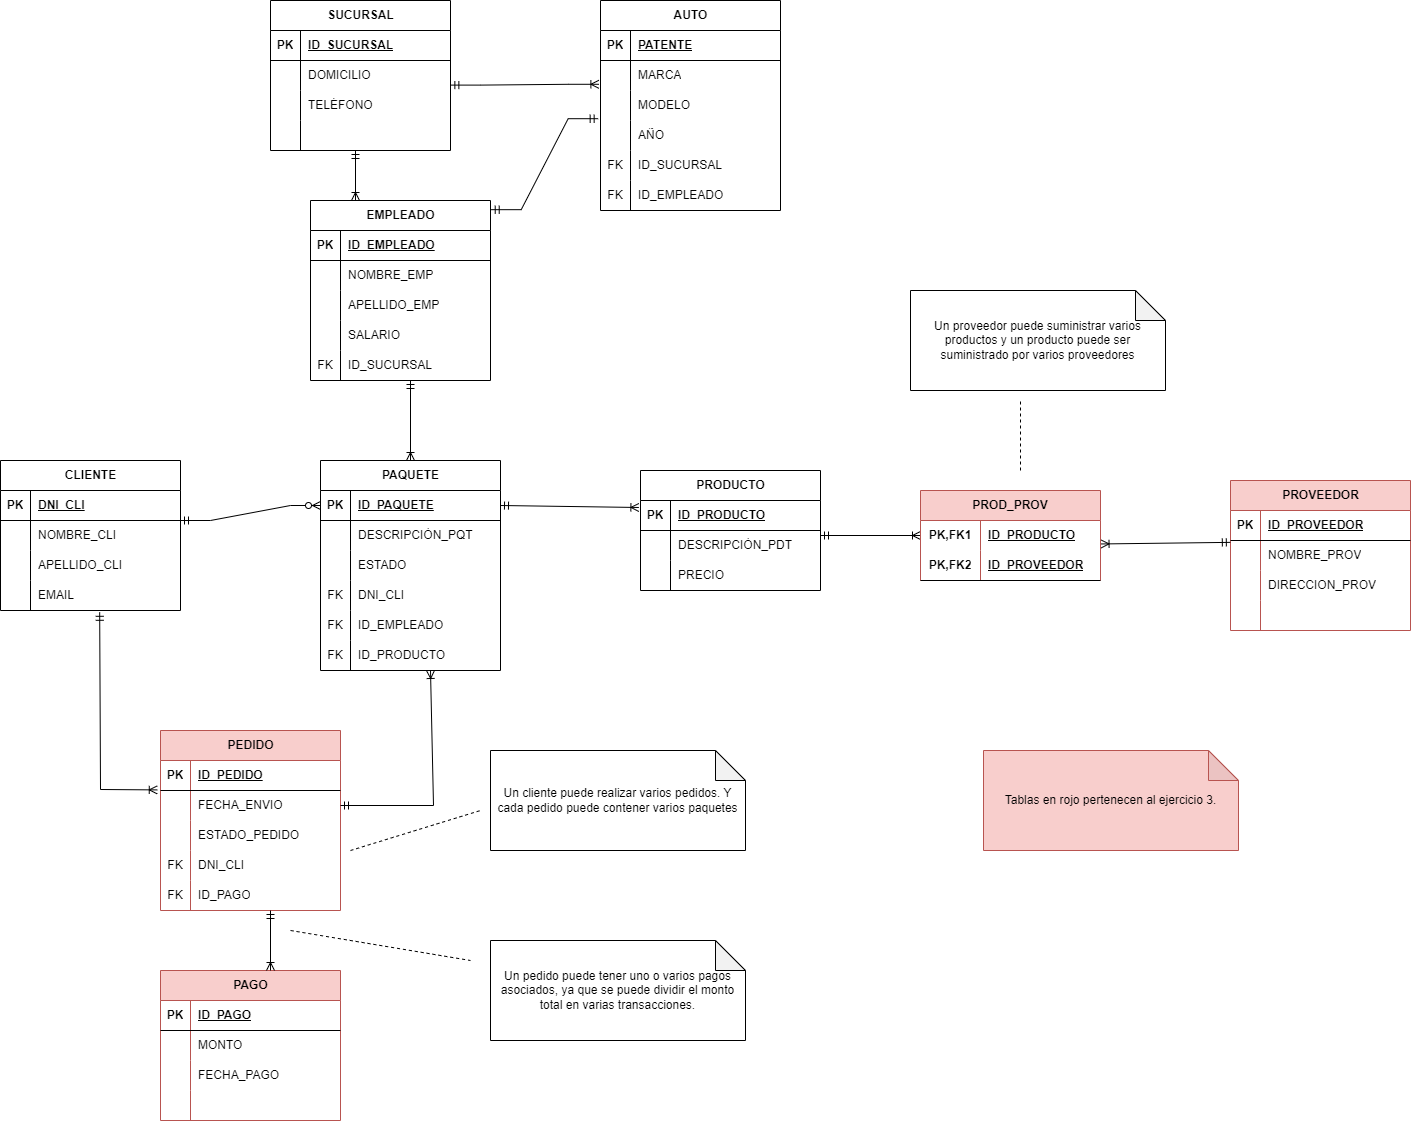 SUCURSAL
PK ID_SUCURSAL
DOMICILIO
TELÉFONO
AUTO
PK PATENTE
MARCA
MODELO
AÑO
FK ID_SUCURSAL
FK ID_EMPLEADO
EMPLEADO
PK ID_EMPLEADO
NOMBRE_EMP
APELLIDO_EMP
SALARIO
FK ID_SUCURSAL
Un proveedor puede suministrar varios
productos y un producto puede ser
suministrado por varios proveedores
CLIENTE
PK DNI_CLI
NOMBRE_CLI
APELLIDO_CLI
EMAIL
PAQUETE
PK ID_PAQUETE
DESCRIPCIÓN_PQT
ESTADO
FK DNI_CLI
FK ID_EMPLEADO
FK ID_PRODUCTO
PRODUCTO
PK ID_PRODUCTO
DESCRIPCIÓN_PDT
PRECIO
PROD_PROV
PK,FK1 ID_PRODUCTO
PK,FK2 ID_PROVEEDOR
PROVEEDOR
PK ID_PROVEEDOR
NOMBRE_PROV
DIRECCION_PROV
PEDIDO
PK ID_PEDIDO
FECHA_ENVIO
ESTADO_PEDIDO
FK DNI_CLI
FK ID_PAGO
Un cliente puede realizar varios pedidos. Y
cada pedido puede contener varios paquetes
Tablas en rojo pertenecen al ejercicio 3.
PAGO
PK ID_PAGO
MONTO
FECHA_PAGO
Un pedido puede tener uno o varios pagos
asociados, ya que se puede dividir el monto
total en varias transacciones.